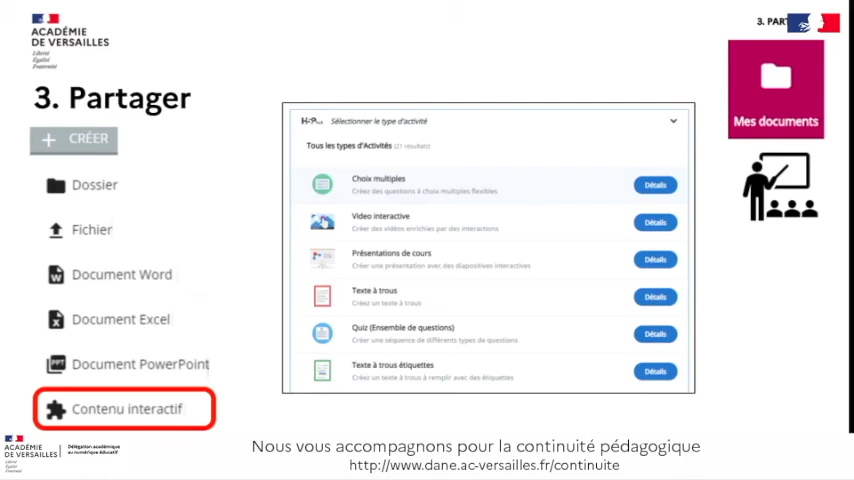 ACADÉMIE
DE VERSAILLES
Liberté
Égalité
Fraternité
3. PART
3. Partager
Mes documents
+ CRÉER
Dossier
Fichier
Document Word
Document Excel
Document PowerPoint
Contenu interactif
H5P Sélectionner le type d'activité
Tous les types d'Activités (21 résultats)
Choix multiples
Créez des questions à choix multiples flexibles
Détails
Video interactive
Créer des vidéos enrichies par des interactions
Détails
Présentations de cours
Créer une présentation avec des diapositives interactives
Détails
Texte à trous
Créez un texte à trous
Détails
Quiz (Ensemble de questions)
Créer une séquence de différents types de questions
Détails
Texte à trous étiquettes
Créez un texte à trous à remplir avec des étiquettes
Détails
ACADÉMIE
DE VERSAILLES
Liberté
Égalité
Fraternité
Délégation académique
au numérique éducatif
Nous vous accompagnons pour la continuité pédagogique
http://www.dane.ac-versailles.fr/continuite